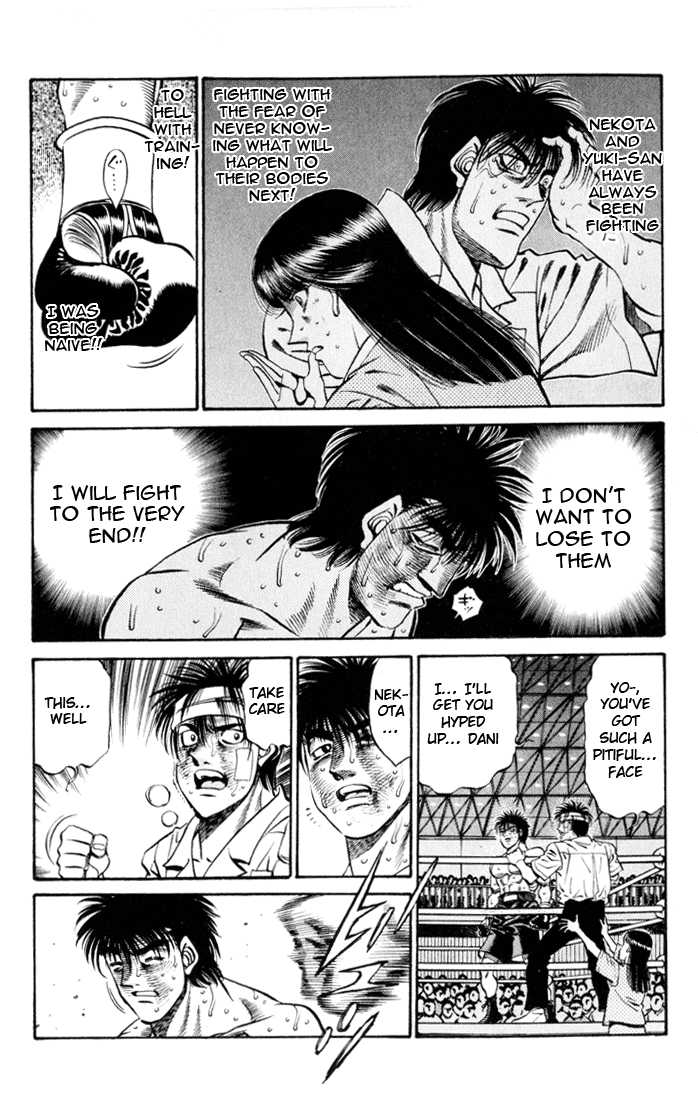 NEKOTA
AND
YUKI-SAN
HAVE
ALWAYS
BEEN
FIGHTING
FIGHTING WITH
THE FEAR OF
NEVER KNOW-
ING WHAT WILL
HAPPEN TO
THEIR BODIES
NEXT!
TO
HELL
WITH
TRAIN-
ING!
ぐ…
I WAS
BEING
NAIVE!!
I DON'T
WANT TO
LOSE TO
THEM
I WILL FIGHT
TO THE VERY
END!!
YO-,
YOU'VE
GOT
SUCH A
PITIFUL...
FACE
I... I'LL
GET YOU
HYPED
UP... DANI
NEK-
OTA
...
TAKE
CARE
THIS...
WELL